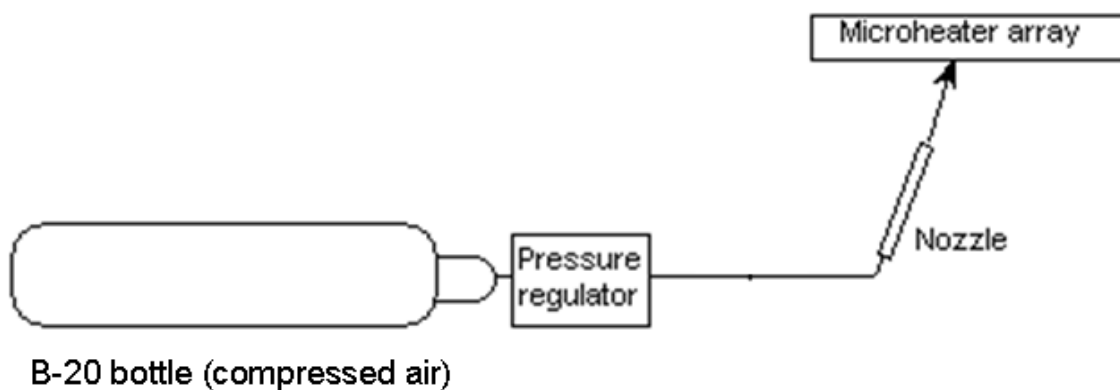 Microheater array
Nozzle
Pressure
regulator
B-20 bottle (compressed air)